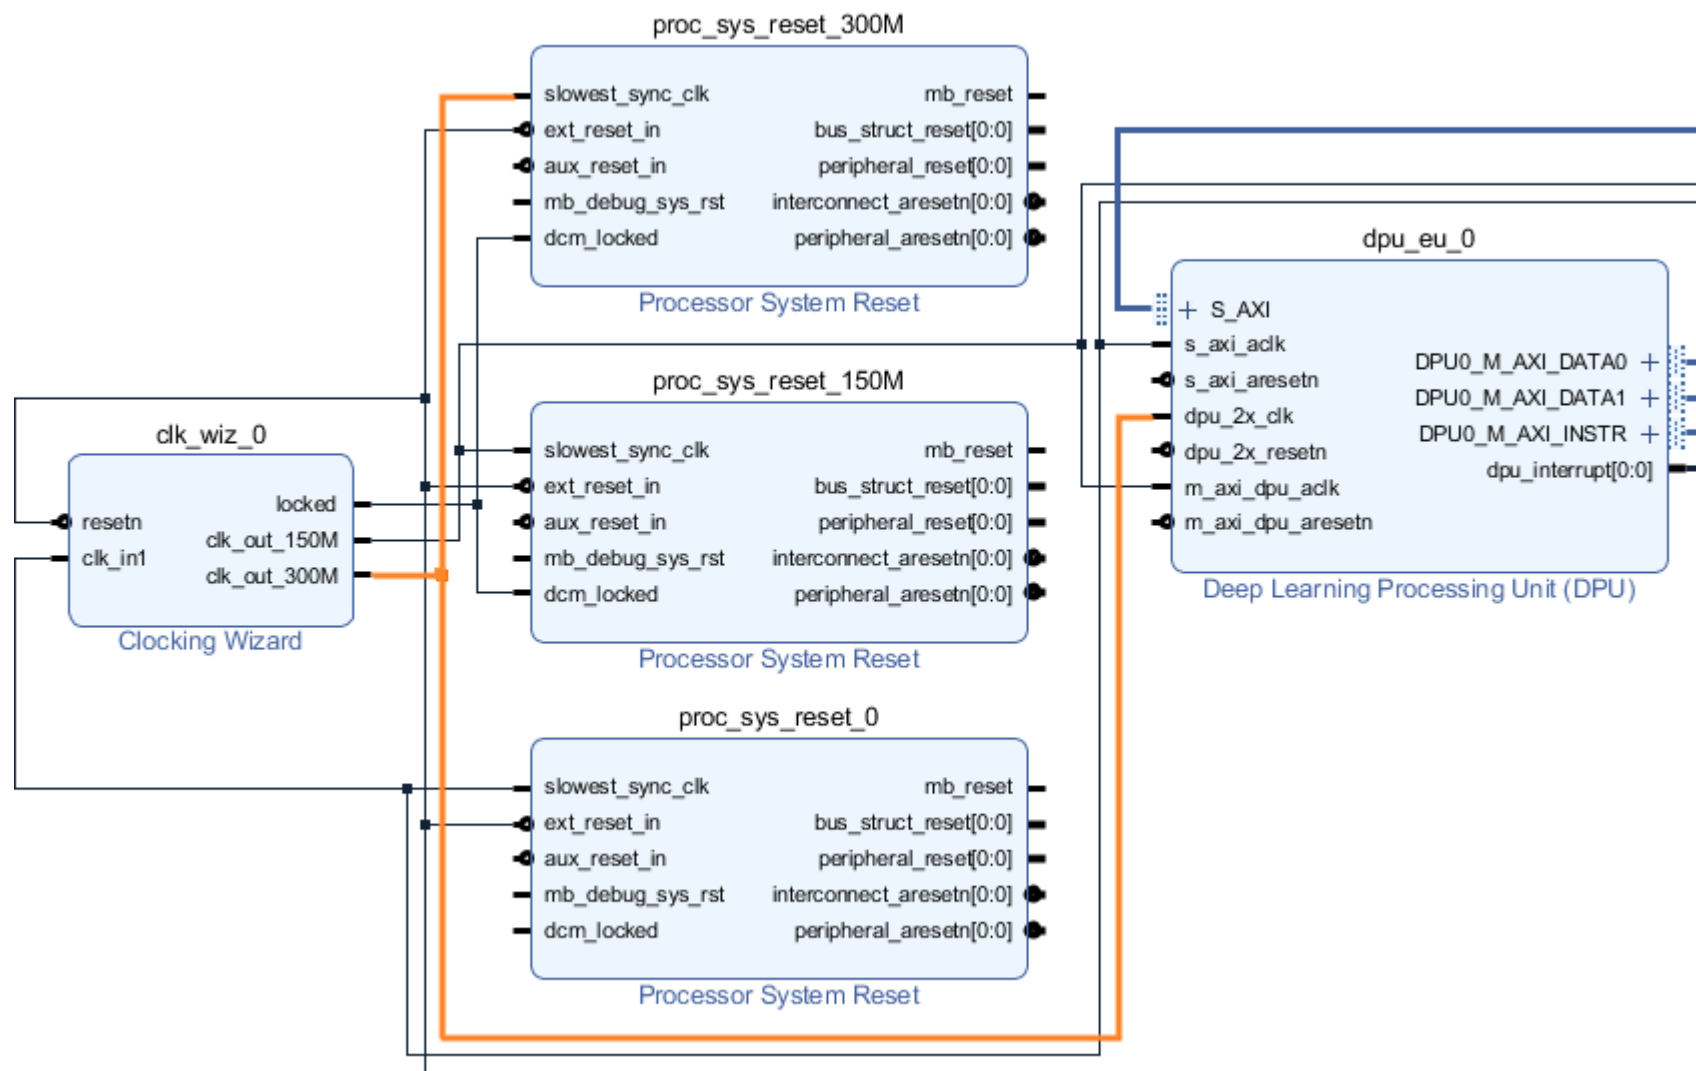 proc_sys_reset_300M
slowest_sync_clk mb_reset
ext_reset_in bus_struct_reset[0:0]
aux_reset_in peripheral_reset[0:0]
mb_debug_sys_rst interconnect_aresetn[0:0]
dcm_locked peripheral_aresetn[0:0]
Processor System Reset
proc_sys_reset_150M
slowest_sync_clk mb_reset
ext_reset_in bus_struct_reset[0:0]
aux_reset_in peripheral_reset[0:0]
mb_debug_sys_rst interconnect_aresetn[0:0]
dcm_locked peripheral_aresetn[0:0]
Processor System Reset
clk_wiz_0
locked
resetn clk_out_150M
clk_in1 clk_out_300M
Clocking Wizard
proc_sys_reset_0
slowest_sync_clk mb_reset
ext_reset_in bus_struct_reset[0:0]
aux_reset_in peripheral_reset[0:0]
mb_debug_sys_rst interconnect_aresetn[0:0]
dcm_locked peripheral_aresetn[0:0]
Processor System Reset
dpu_eu_0
+ S_AXI
s_axi_aclk
DPU0_M_AXI_DATA0 +
s_axi_aresetn
DPU0_M_AXI_DATA1 +
dpu_2x_clk
DPU0_M_AXI_INSTR +
dpu_2x_resetn
dpu_interrupt[0:0]
m_axi_dpu_aclk
m_axi_dpu_aresetn
Deep Learning Processing Unit (DPU)